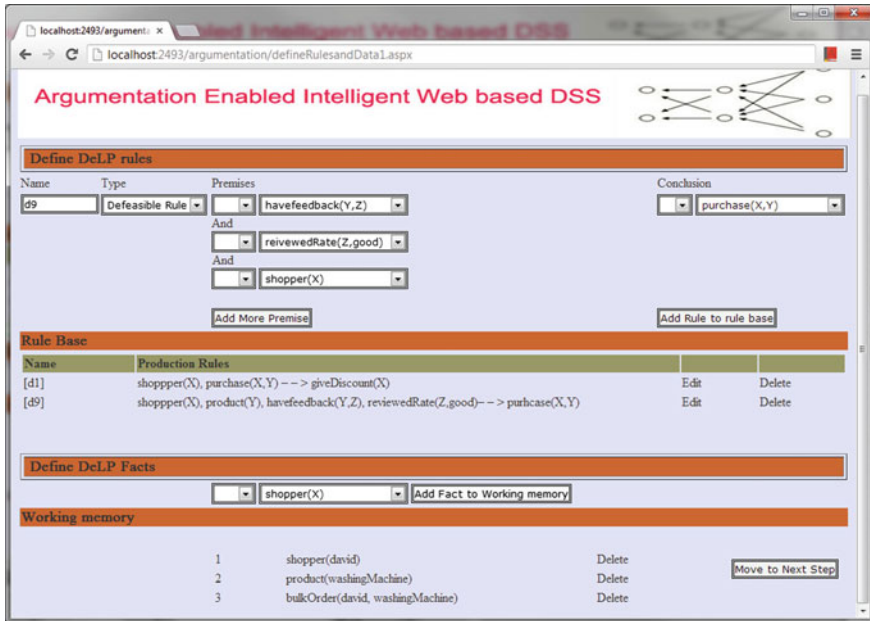 localhost:2493/argument: ×
localhost:2493/argumentation/defineRulesandData1.aspx
Argumentation Enabled Intelligent Web based DSS
Define DeLP rules
Name Type Premises Conclusion
d9 Defeasible Rule havefeedback(Y,Z) purchase(X,Y)
And
reivewedRate(Z,good)
And
shopper(X)
Add More Premise Add Rule to rule base
Rule Base
Name Production Rules
[d1] shoppper(X), purchase(X,Y) – – > giveDiscount(X) Edit Delete
[d9] shoppper(X), product(Y), havefeedback(Y,Z), reviewedRate(Z,good)– – > purhcase(X,Y) Edit Delete
Define DeLP Facts
shopper(X) Add Fact to Working memory
Working memory
1 shopper(david) Delete
2 product(washingMachine) Delete
3 bulkOrder(david, washingMachine) Delete
Move to Next Step